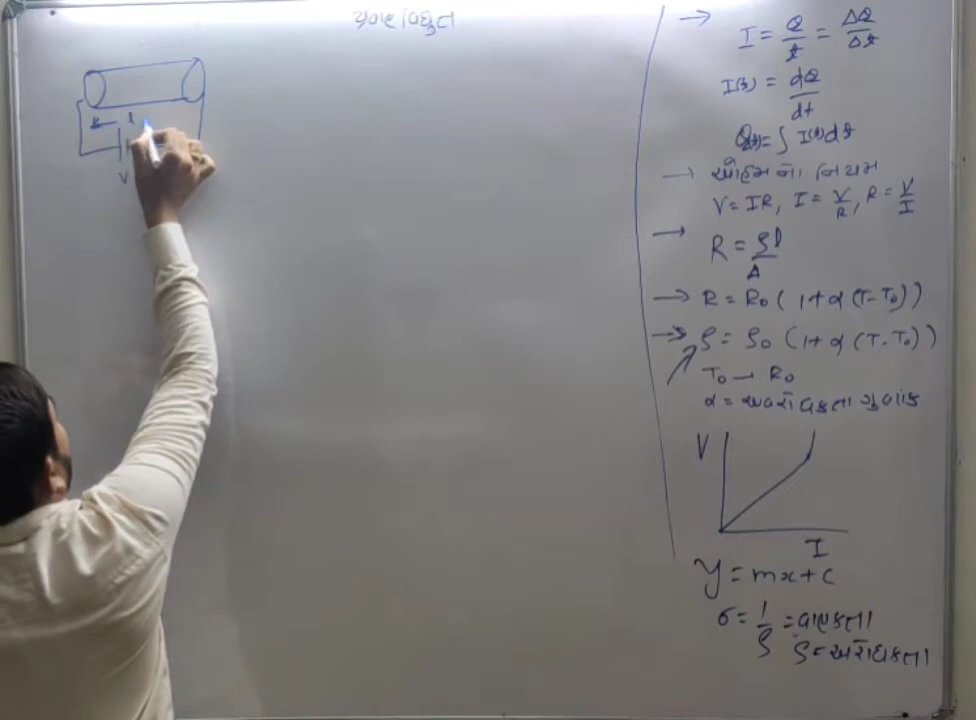 પ્રવાહ વિદ્યુત
l
V
→ I = Q/t = ΔQ/Δt
I(t) = dQ/dt
Q(t) = ∫ I(t) dt
→ ઓહમ નો નિયમ
V = IR, I = V/R, R = V/I
→ R = ρl/A
→ R = R₀ (1 + α (T - T₀))
→ ρ = ρ₀ (1 + α (T - T₀))
T₀ → R₀
α = અવરોધકતા ગુણાંક
V
I
y = mx + c
σ = 1/ρ = વાહકતા
ρ = અવરોધકતા